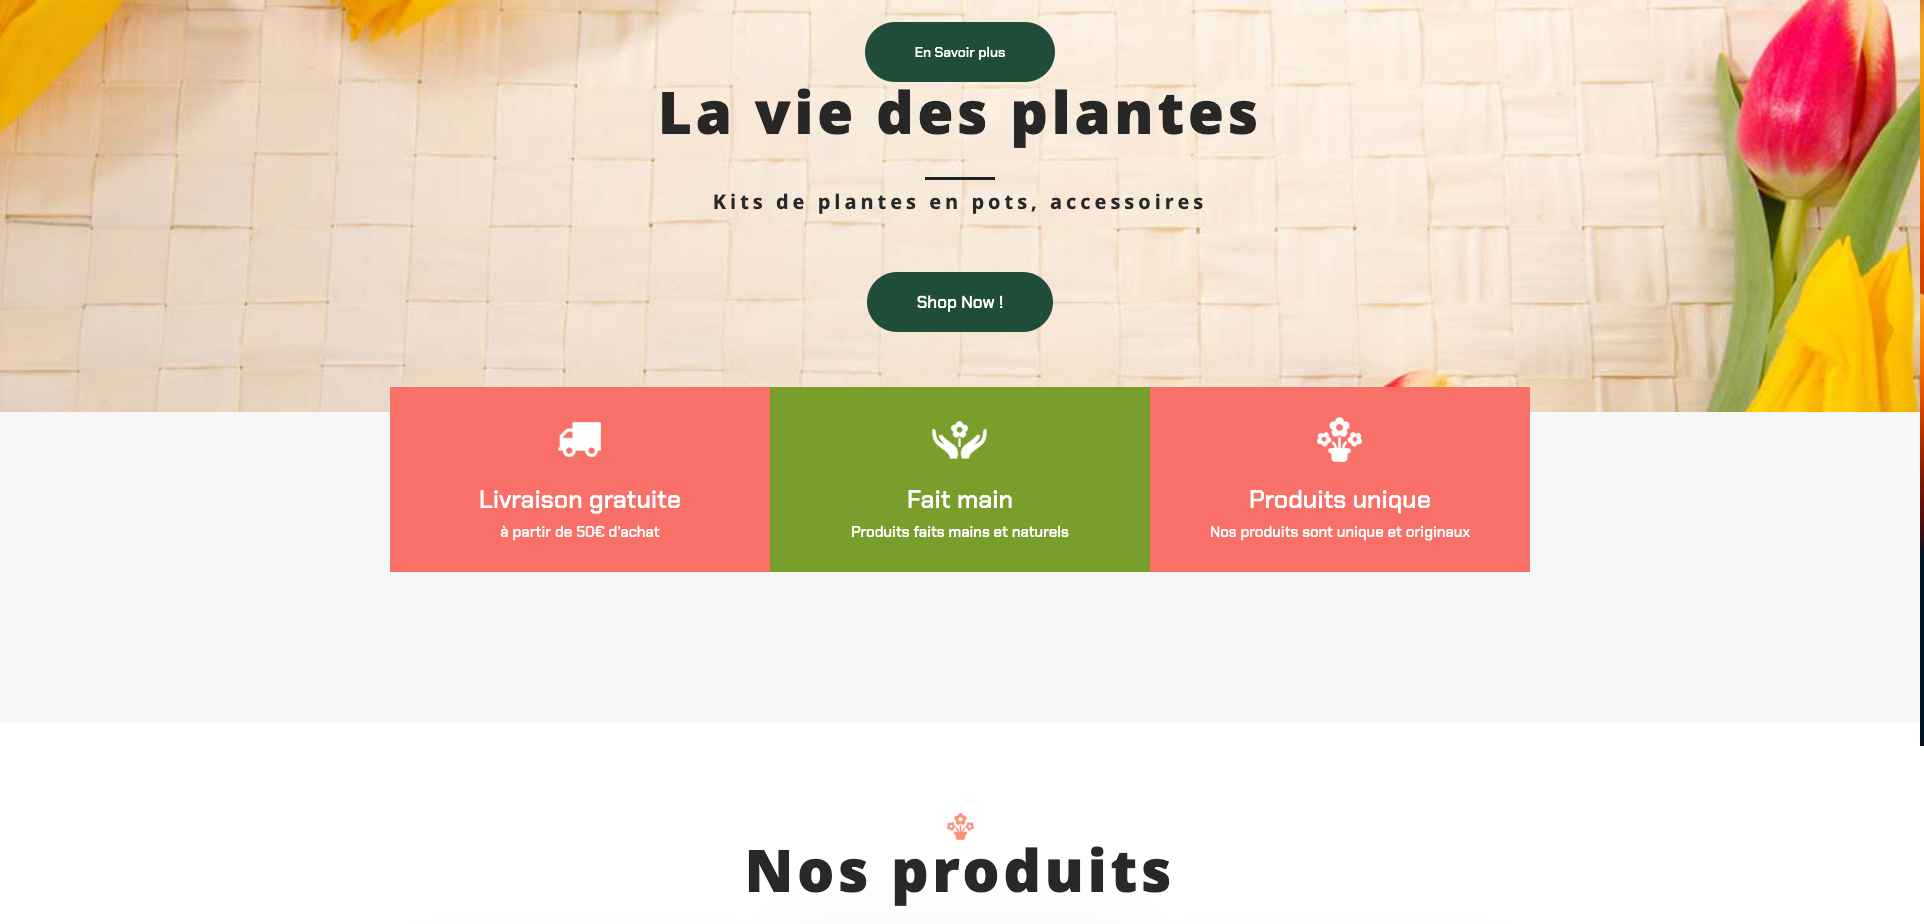 En Savoir plus
La vie des plantes
Kits de plantes en pots, accessoires
Shop Now !
Livraison gratuite
à partir de 50€ d'achat
Fait main
Produits faits mains et naturels
Produits unique
Nos produits sont unique et originaux
Nos produits